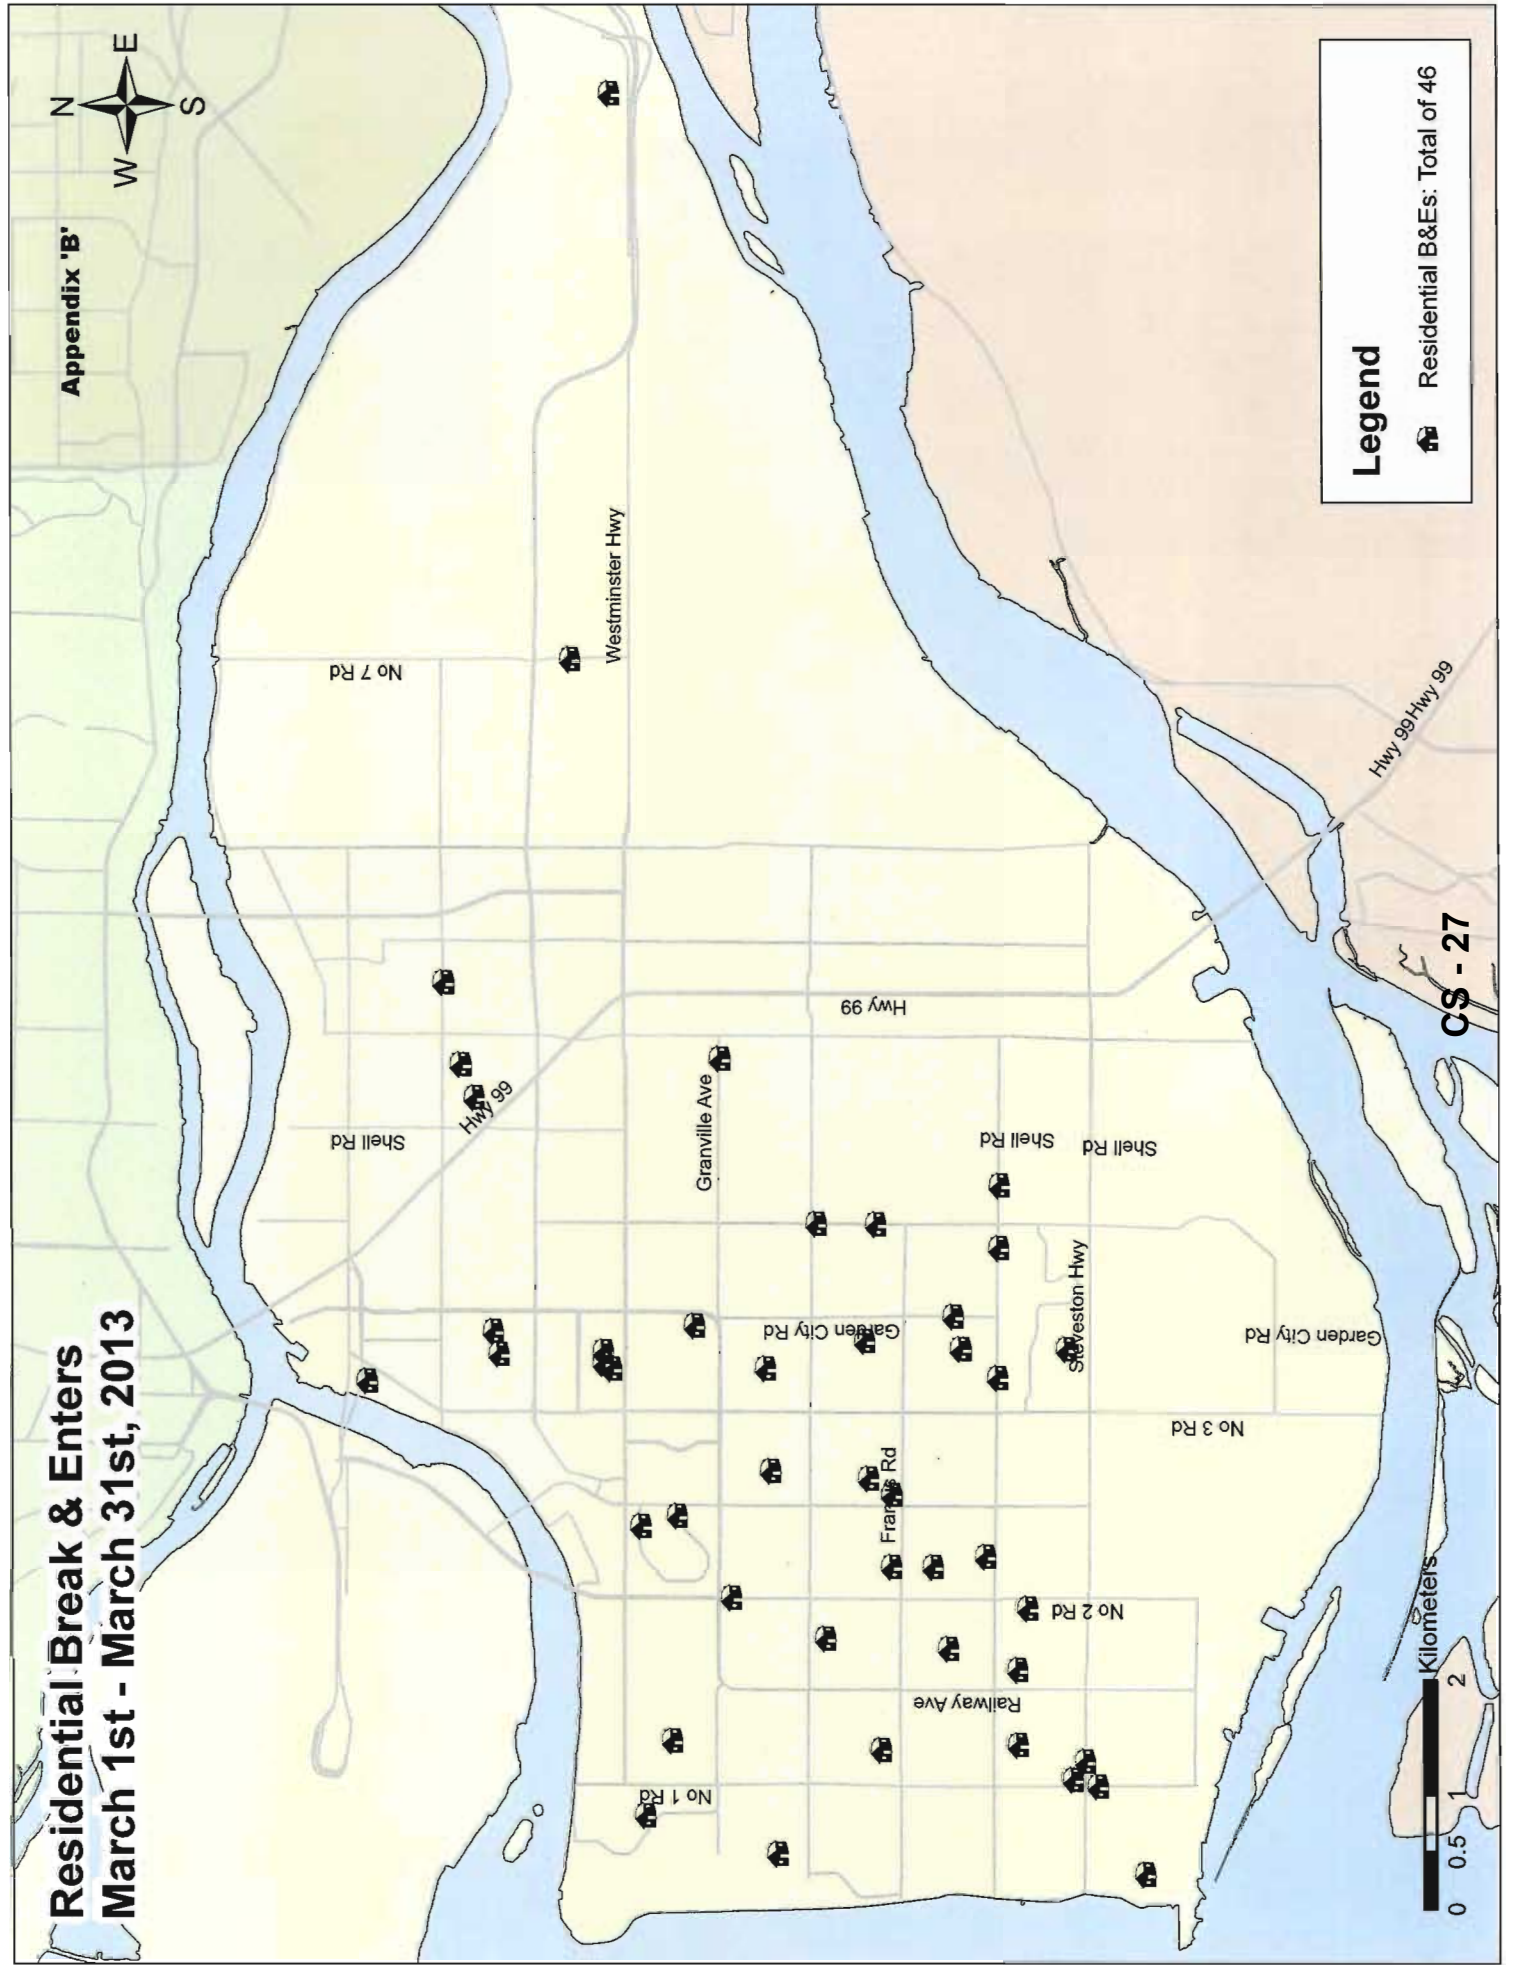 Residential Break & Enters
March 1st - March 31st, 2013
Appendix 'B'
N
W
E
S
No 7 Rd
Westminster Hwy
Shell Rd
Hwy 99
Granville Ave
Hwy 99
Shell Rd
Shell Rd
Garden City Rd
Steveston Hwy
Garden City Rd
No 3 Rd
Francis Rd
No 2 Rd
Railway Ave
No 1 Rd
Hwy 99
Hwy 99
Legend
Residential B&Es: Total of 46
Kilometers
0 0.5 1 2
CS - 27